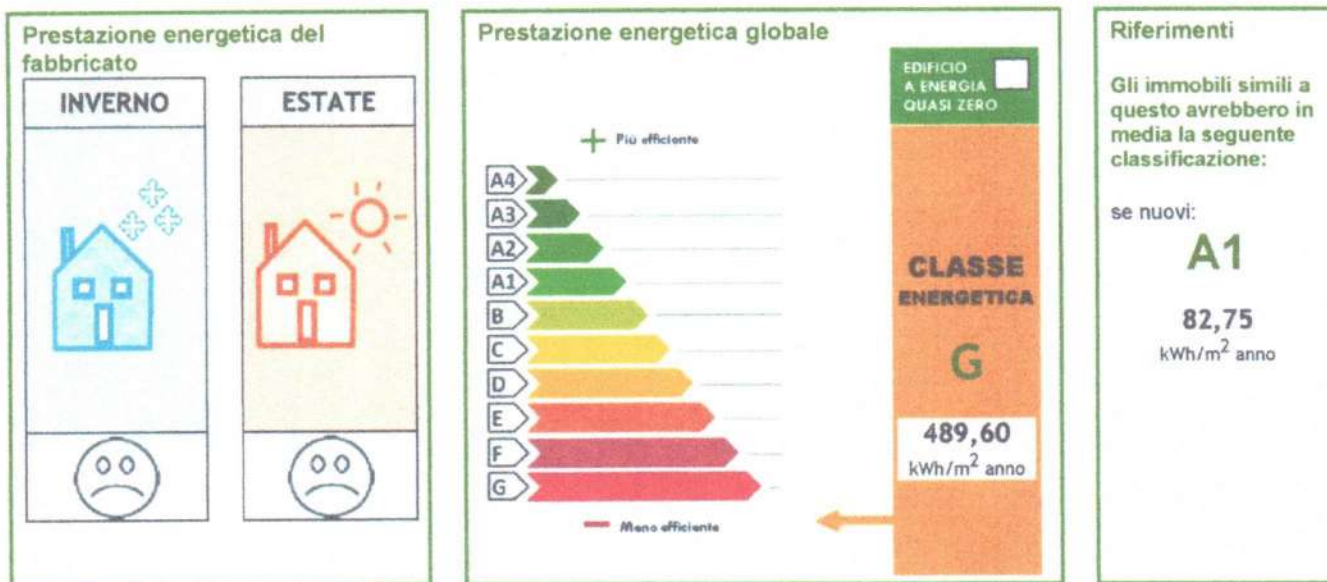 Prestazione energetica del
fabbricato
INVERNO
ESTATE
Prestazione energetica globale
EDIFICIO
A ENERGIA
QUASI ZERO
+ Più efficiente
A4
A3
A2
A1
B
C
D
E
F
G
— Meno efficiente
CLASSE
ENERGETICA
G
489,60
kWh/m² anno
Riferimenti
Gli immobili simili a
questo avrebbero in
media la seguente
classificazione:
se nuovi:
A1
82,75
kWh/m² anno